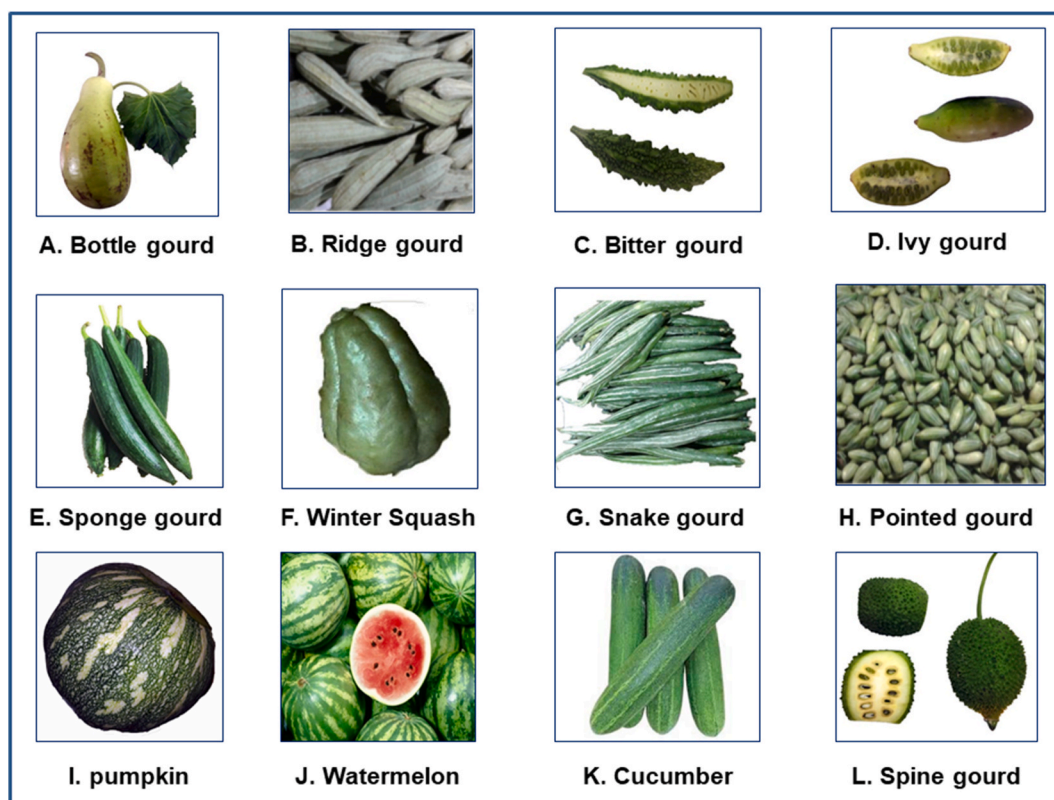 A. Bottle gourd
B. Ridge gourd
C. Bitter gourd
D. Ivy gourd
E. Sponge gourd
F. Winter Squash
G. Snake gourd
H. Pointed gourd
I. pumpkin
J. Watermelon
K. Cucumber
L. Spine gourd